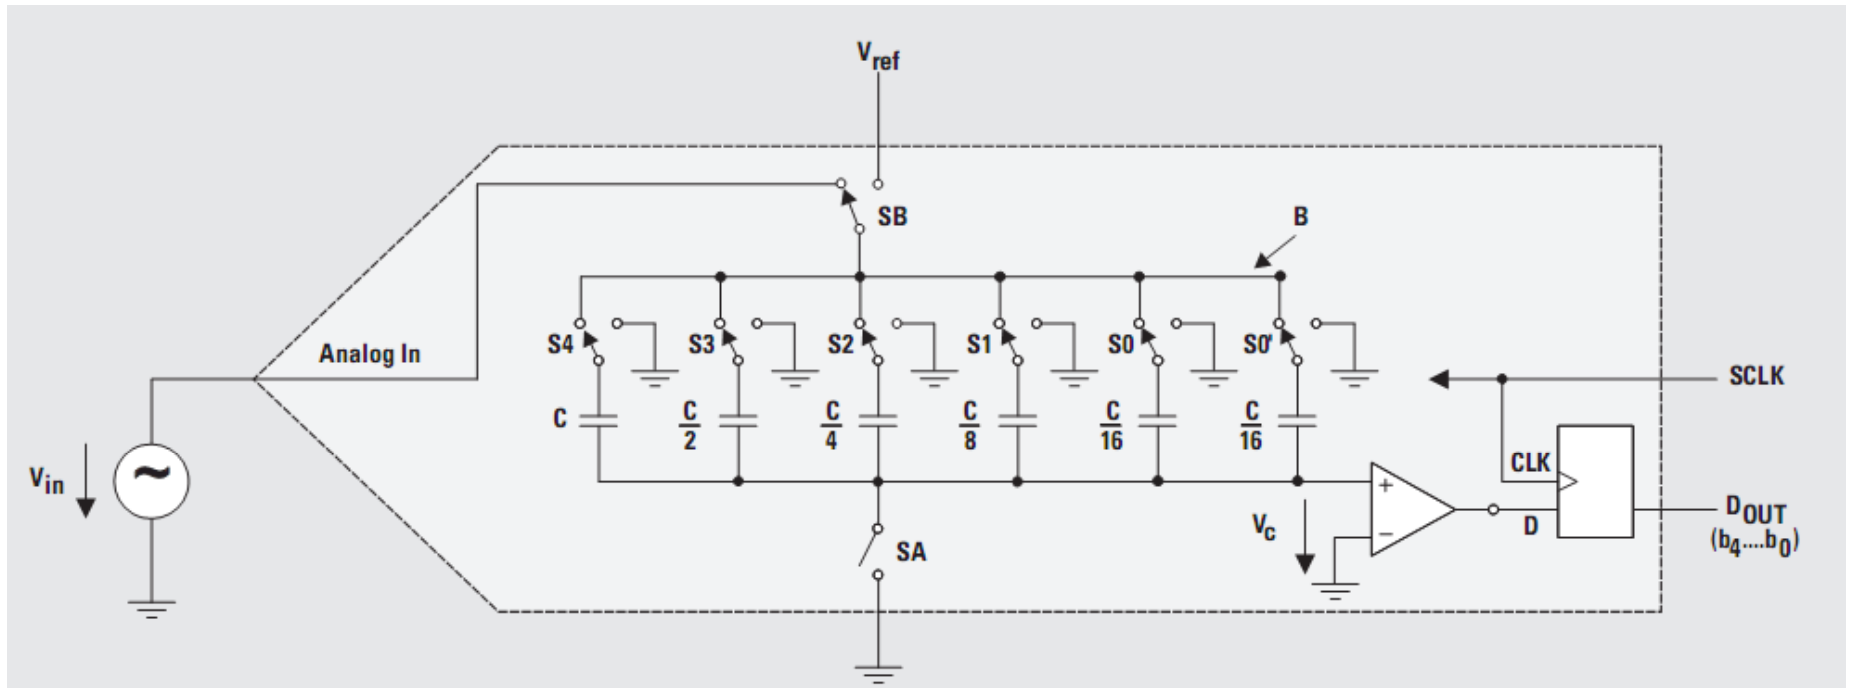 Vref
SB
B
Analog In
S4
S3
S2
S1
S0
S0'
SCLK
C
C/2
C/4
C/8
C/16
C/16
Vin
~
CLK
+
−
Vc
D
DOUT
(b4....b0)
SA